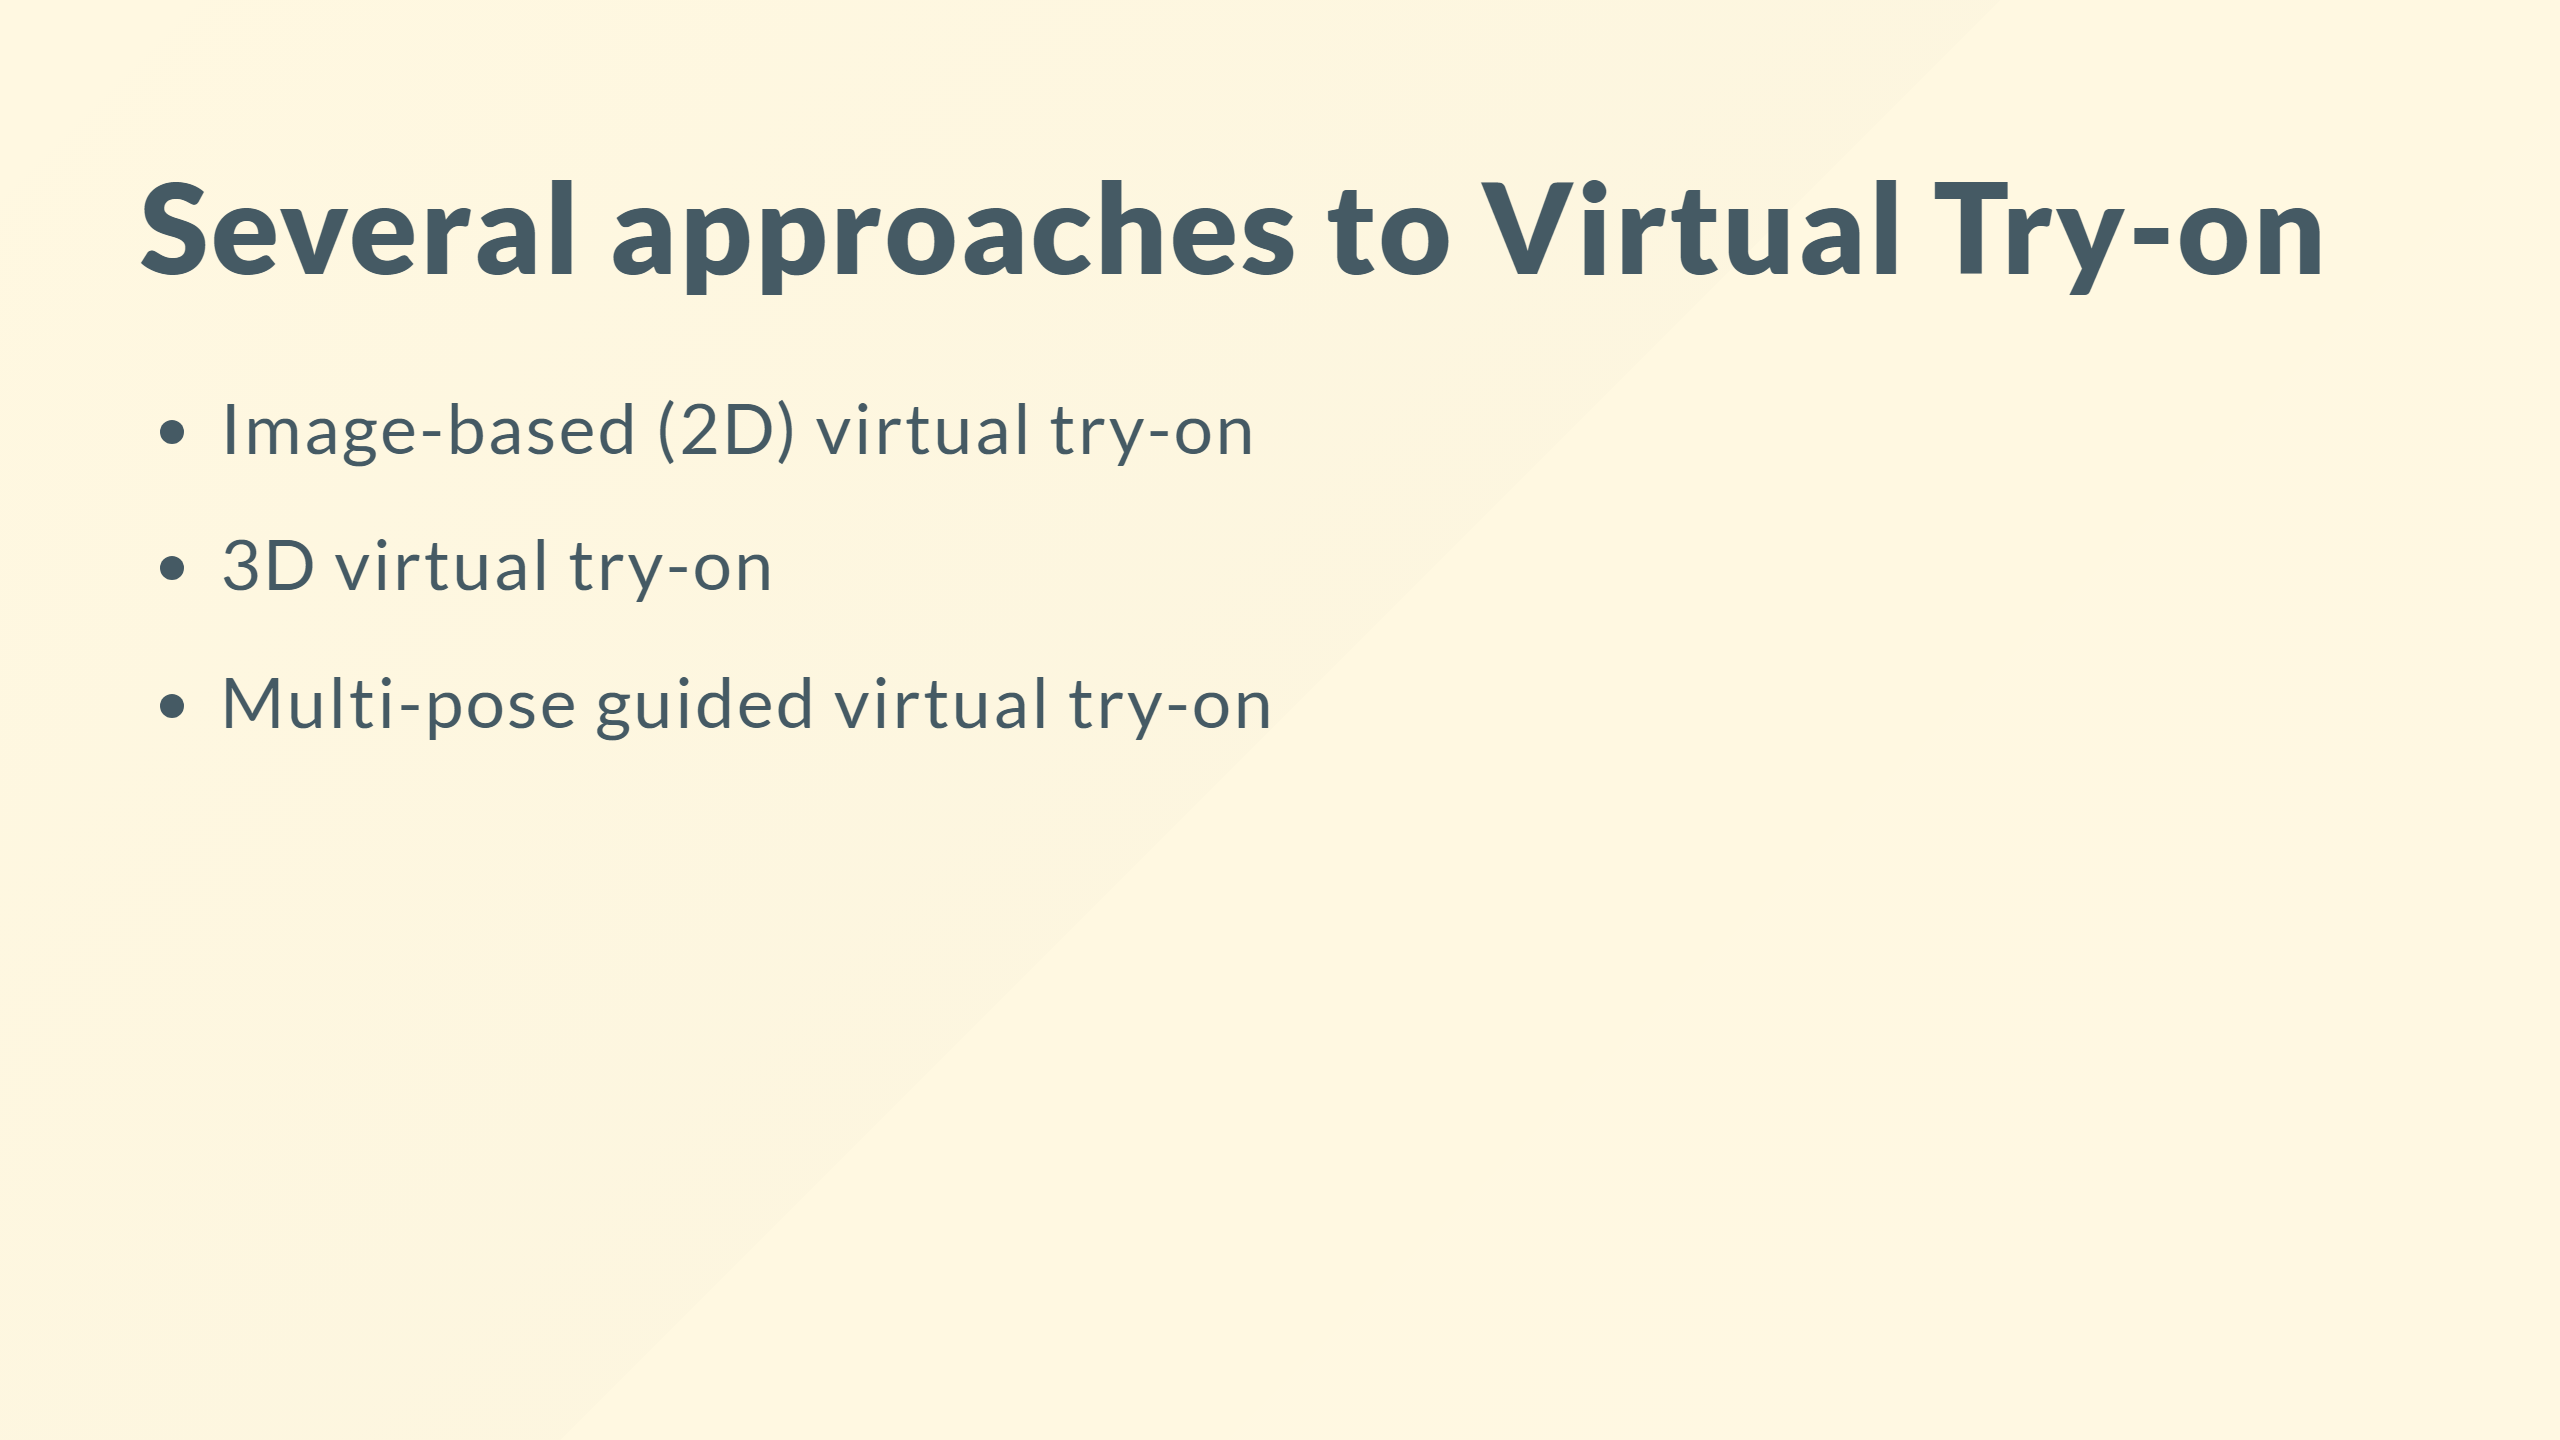 Several approaches to Virtual Try-on
• Image-based (2D) virtual try-on
• 3D virtual try-on
• Multi-pose guided virtual try-on